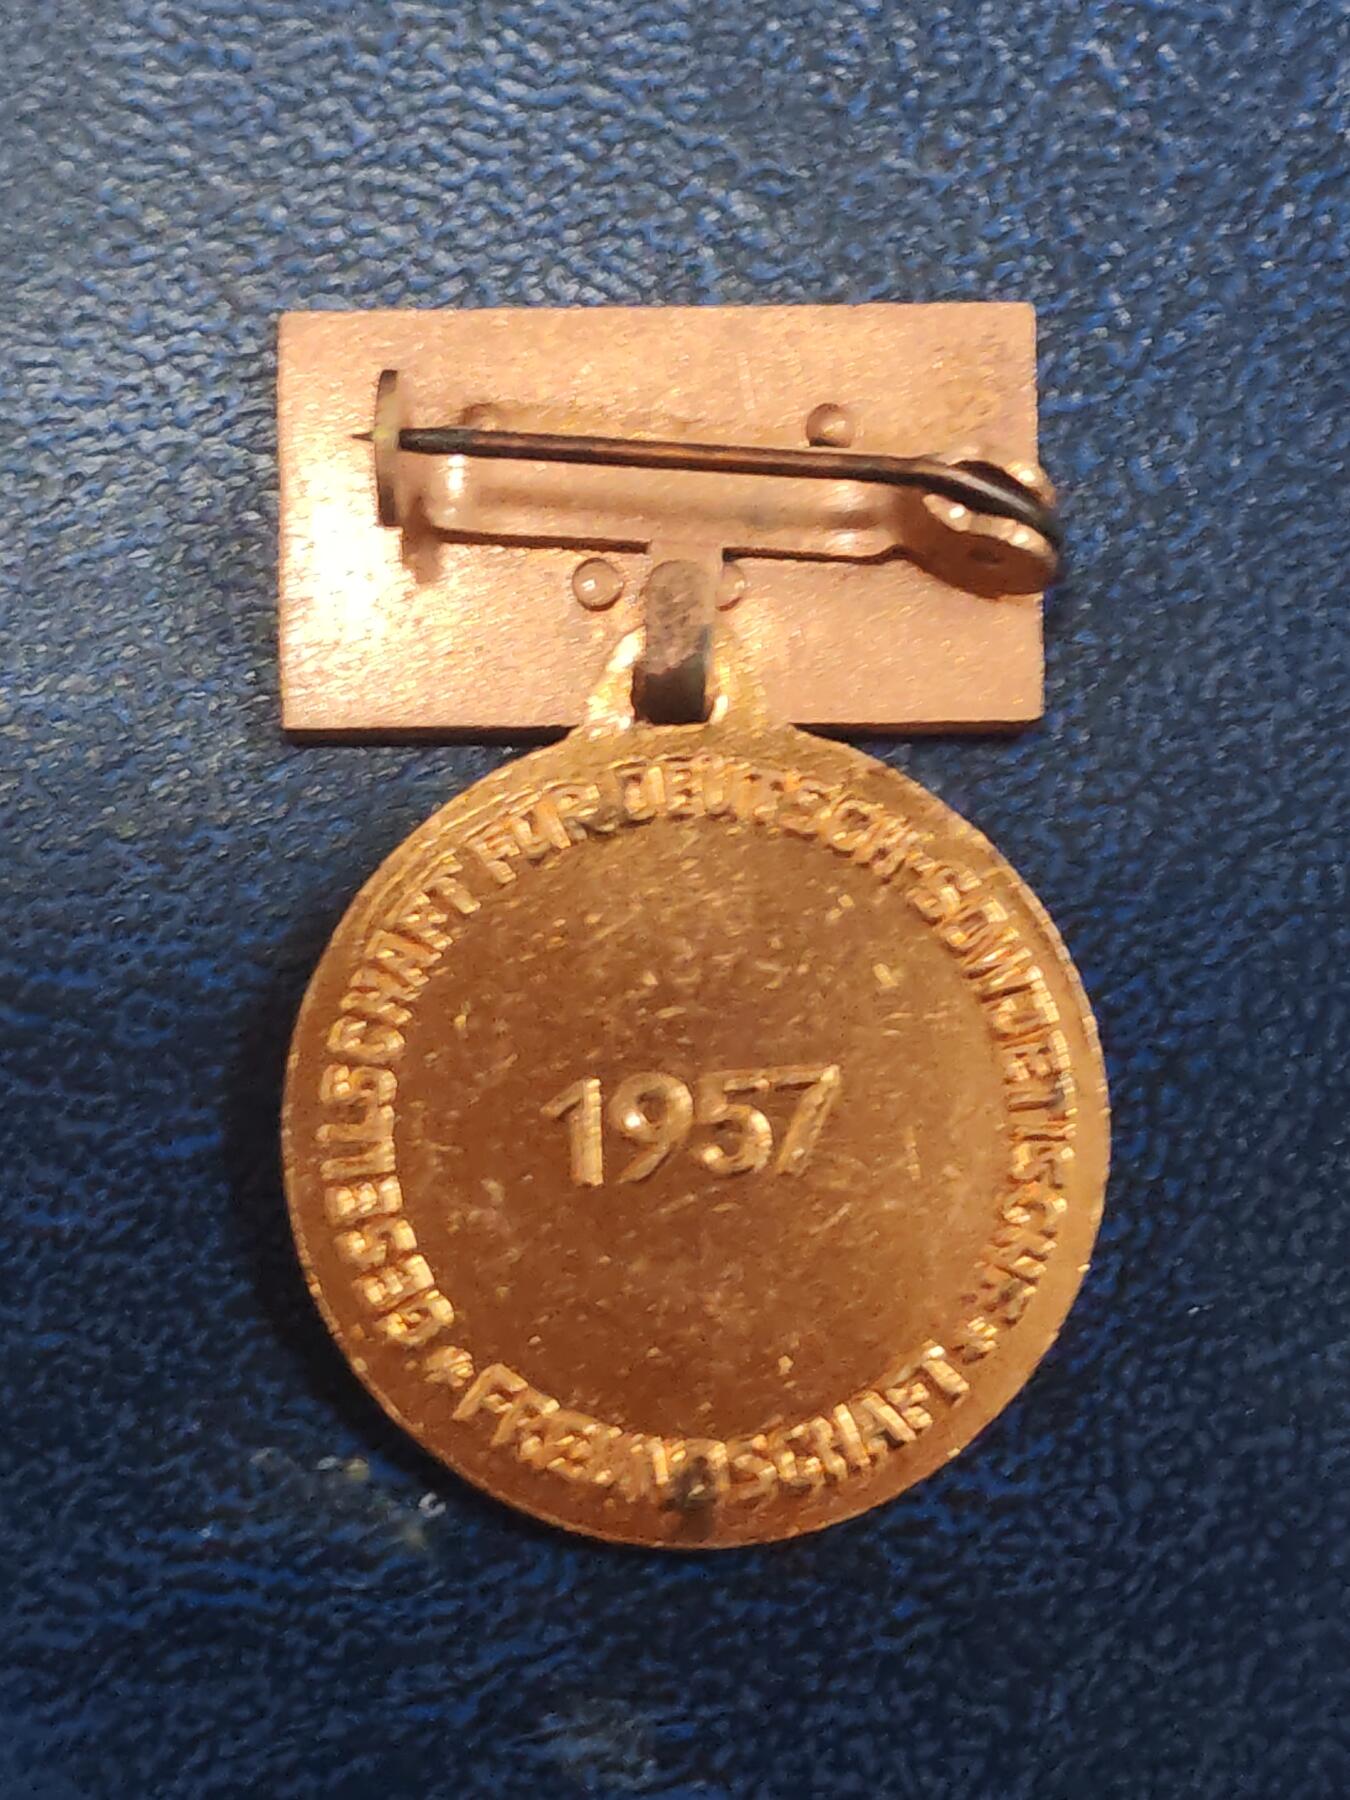 GESELLSCHAFT FÜR DEUTSCH-SOWJETISCHE
1957
* FREUNDSCHAFT *